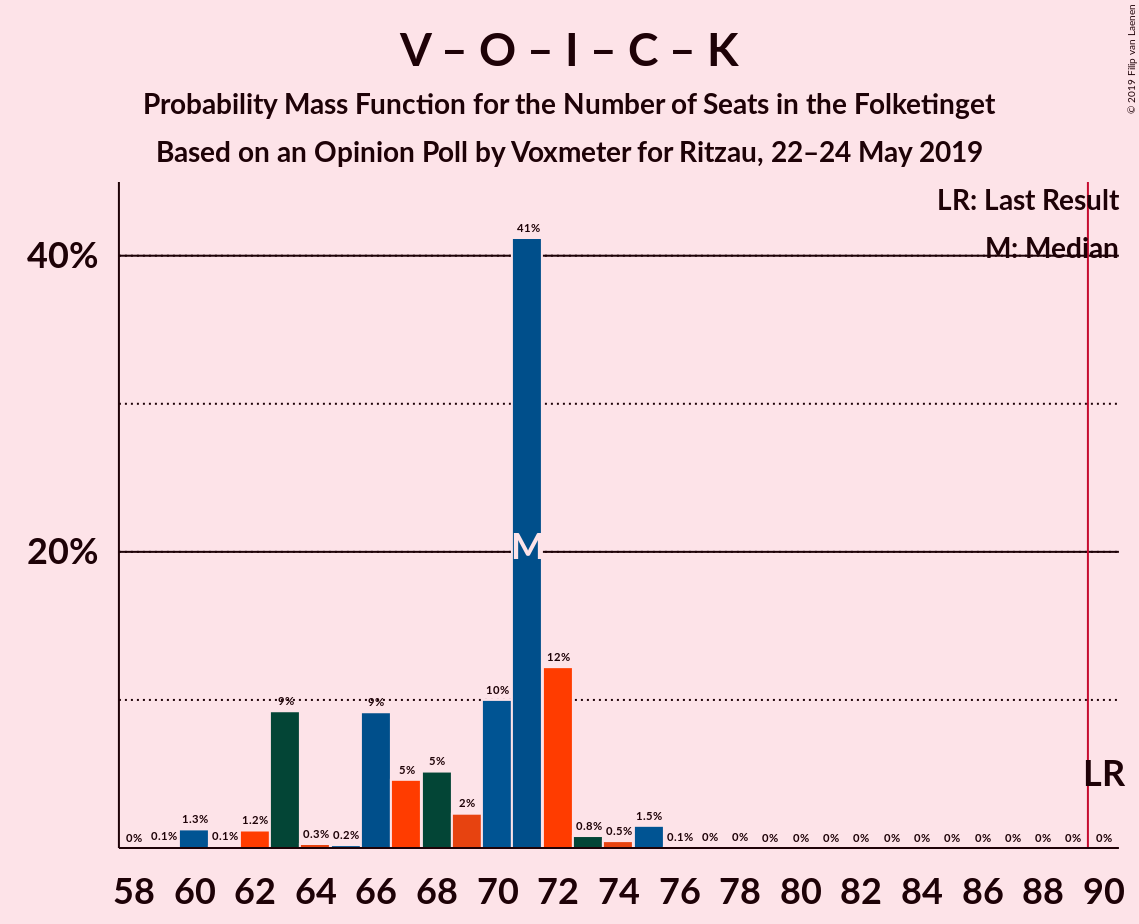 V – O – I – C – K
Probability Mass Function for the Number of Seats in the Folketinget
Based on an Opinion Poll by Voxmeter for Ritzau, 22–24 May 2019
© 2019 Filip van Laenen
LR: Last Result
M: Median
40%
20%
0% 0.1% 1.3% 0.1% 1.2% 9% 0.3% 0.2% 9% 5% 5% 2% 10% 41% 12% 0.8% 0.5% 1.5% 0.1% 0% 0% 0% 0% 0% 0% 0% 0% 0% 0% 0% 0% 0% 0%
M
LR
58 60 62 64 66 68 70 72 74 76 78 80 82 84 86 88 90